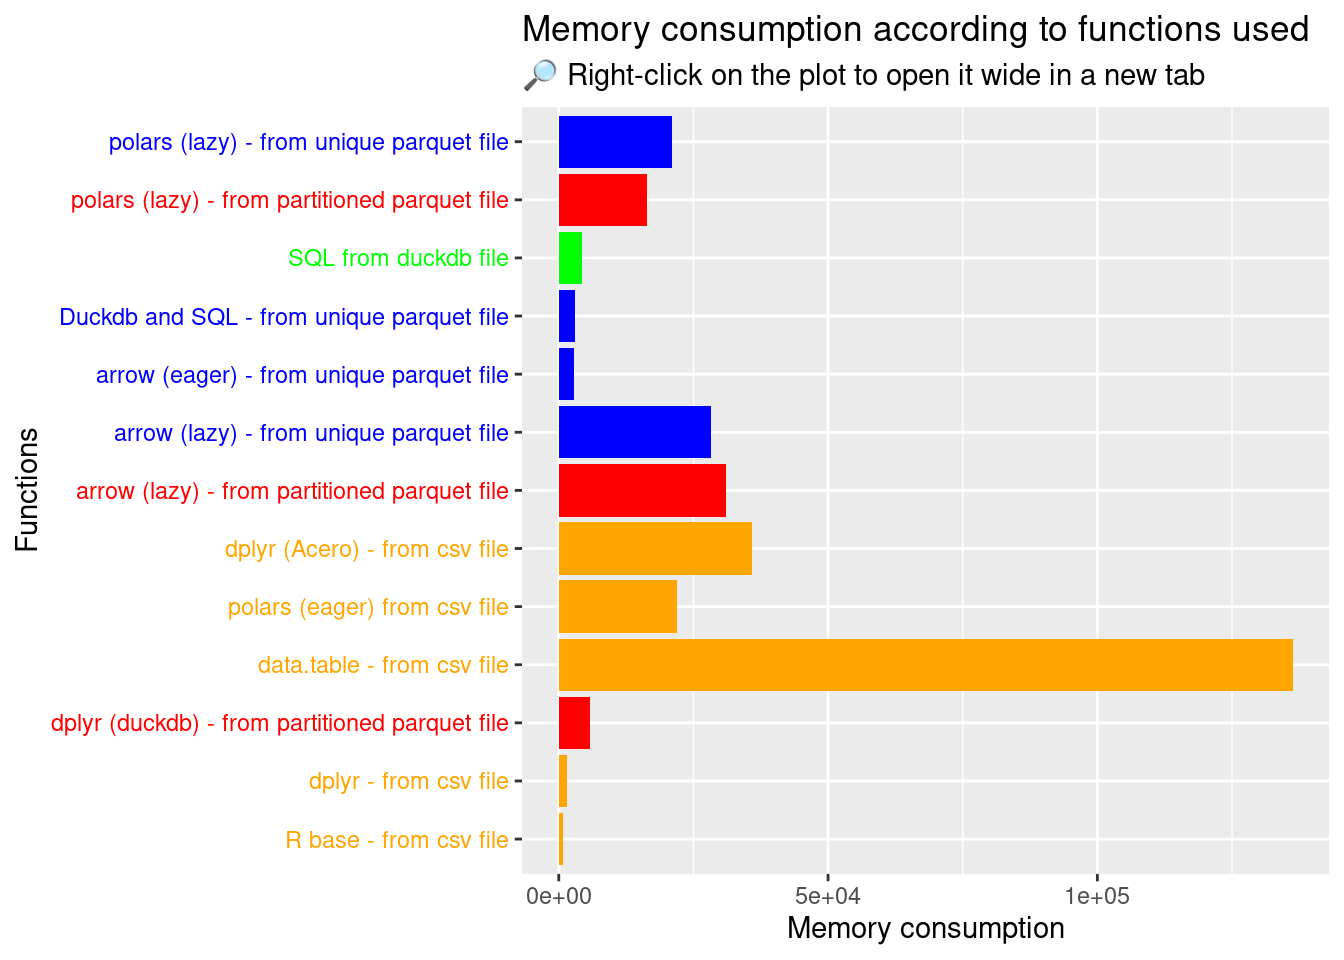 Memory consumption according to functions used
🔎 Right-click on the plot to open it wide in a new tab
Functions
polars (lazy) - from unique parquet file
polars (lazy) - from partitioned parquet file
SQL from duckdb file
Duckdb and SQL - from unique parquet file
arrow (eager) - from unique parquet file
arrow (lazy) - from unique parquet file
arrow (lazy) - from partitioned parquet file
dplyr (Acero) - from csv file
polars (eager) from csv file
data.table - from csv file
dplyr (duckdb) - from partitioned parquet file
dplyr - from csv file
R base - from csv file
0e+00 5e+04 1e+05
Memory consumption